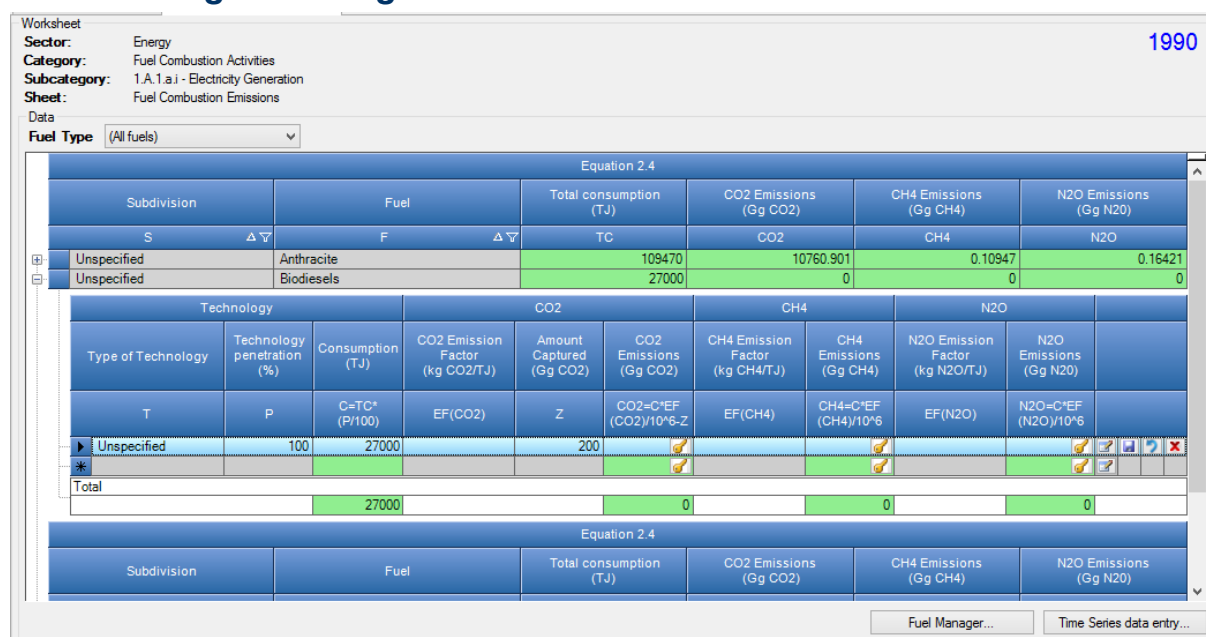 Worksheet
Sector: Energy
Category: Fuel Combustion Activities
Subcategory: 1.A.1.a.i - Electricity Generation
Sheet: Fuel Combustion Emissions
1990
Data
Fuel Type (All fuels)
Equation 2.4
Subdivision Fuel Total consumption (TJ) CO2 Emissions (Gg CO2) CH4 Emissions (Gg CH4) N2O Emissions (Gg N20)
S F TC CO2 CH4 N2O
Unspecified Anthracite 109470 10760.901 0.10947 0.16421
Unspecified Biodiesels 27000 0 0 0
Technology CO2 CH4 N2O
Type of Technology Technology penetration (%) Consumption (TJ) CO2 Emission Factor (kg CO2/TJ) Amount Captured (Gg CO2) CO2 Emissions (Gg CO2) CH4 Emission Factor (kg CH4/TJ) CH4 Emissions (Gg CH4) N2O Emission Factor (kg N2O/TJ) N2O Emissions (Gg N20)
T P C=TC*(P/100) EF(CO2) Z CO2=C*EF(CO2)/10^6-Z EF(CH4) CH4=C*EF(CH4)/10^6 EF(N2O) N2O=C*EF(N2O)/10^6
Unspecified 100 27000 200
Total
27000 0 0 0
Equation 2.4
Subdivision Fuel Total consumption (TJ) CO2 Emissions (Gg CO2) CH4 Emissions (Gg CH4) N2O Emissions (Gg N20)
Fuel Manager... Time Series data entry...